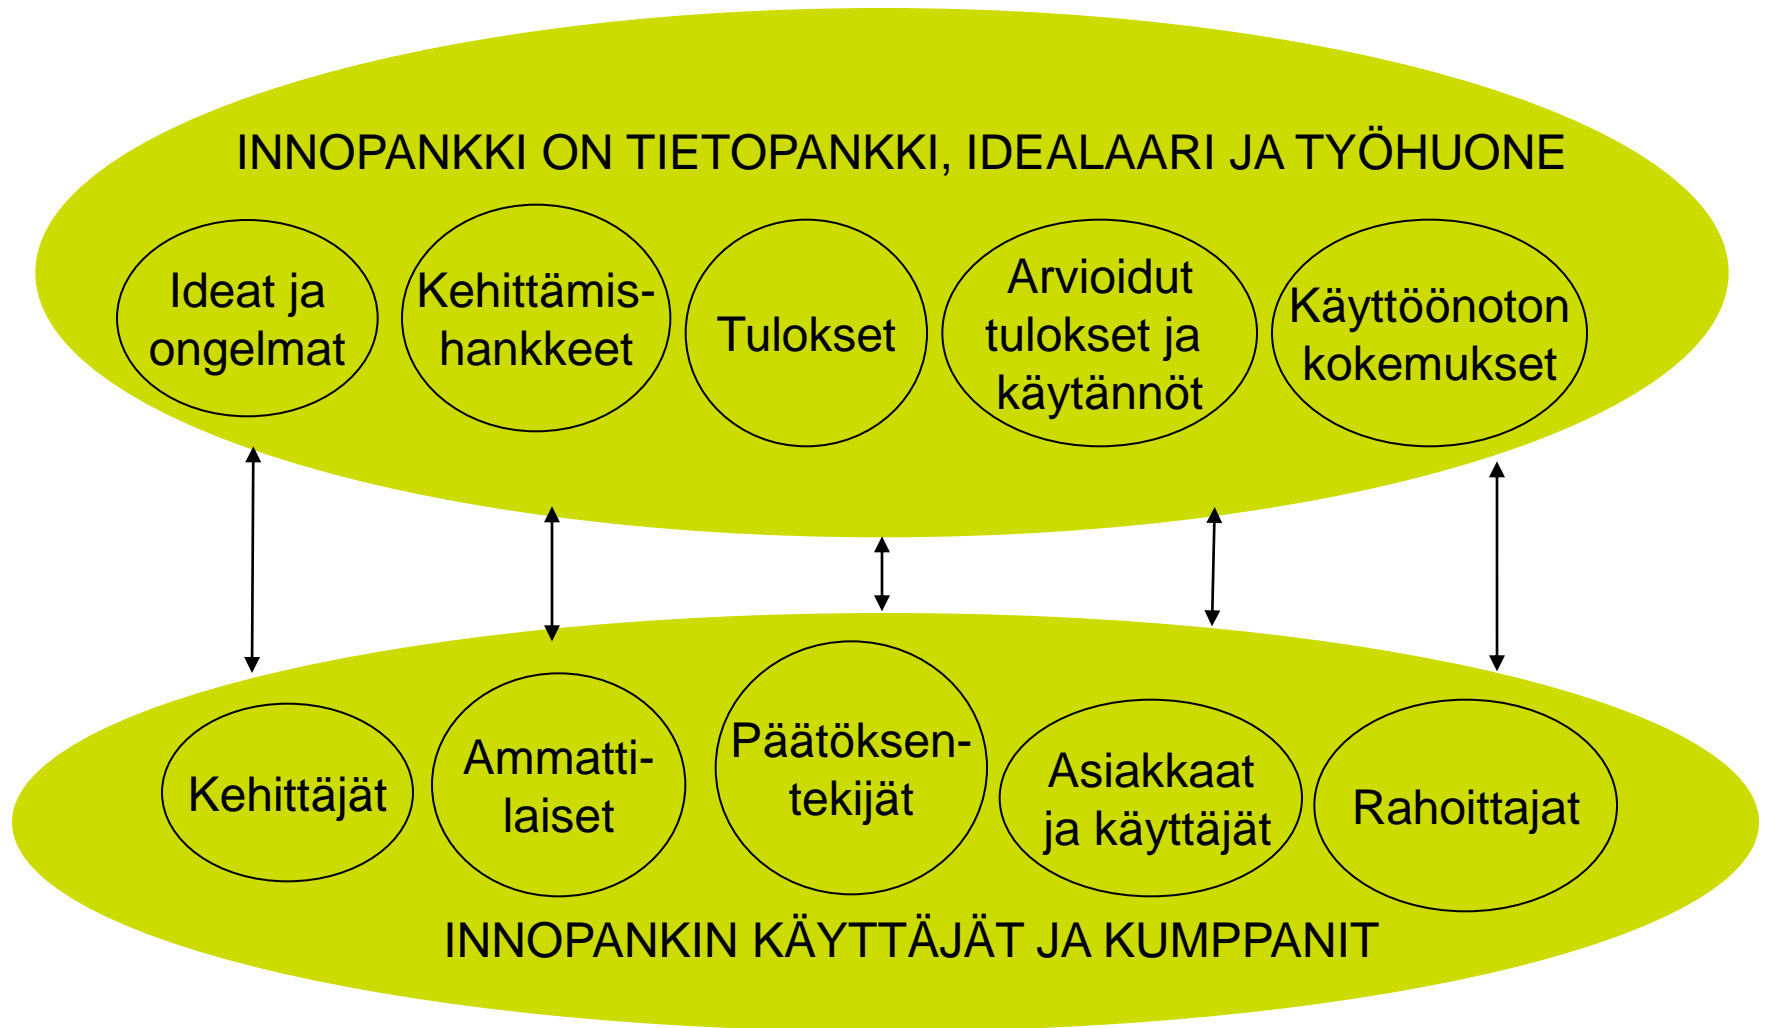 INNOPANKKI ON TIETOPANKKI, IDEALAARI JA TYÖHUONE
Ideat ja
ongelmat
Kehittämis-
hankkeet
Tulokset
Arvioidut
tulokset ja
käytännöt
Käyttöönoton
kokemukset
Kehittäjät
Ammatti-
laiset
Päätöksen-
tekijät
Asiakkaat
ja käyttäjät
Rahoittajat
INNOPANKIN KÄYTTÄJÄT JA KUMPPANIT